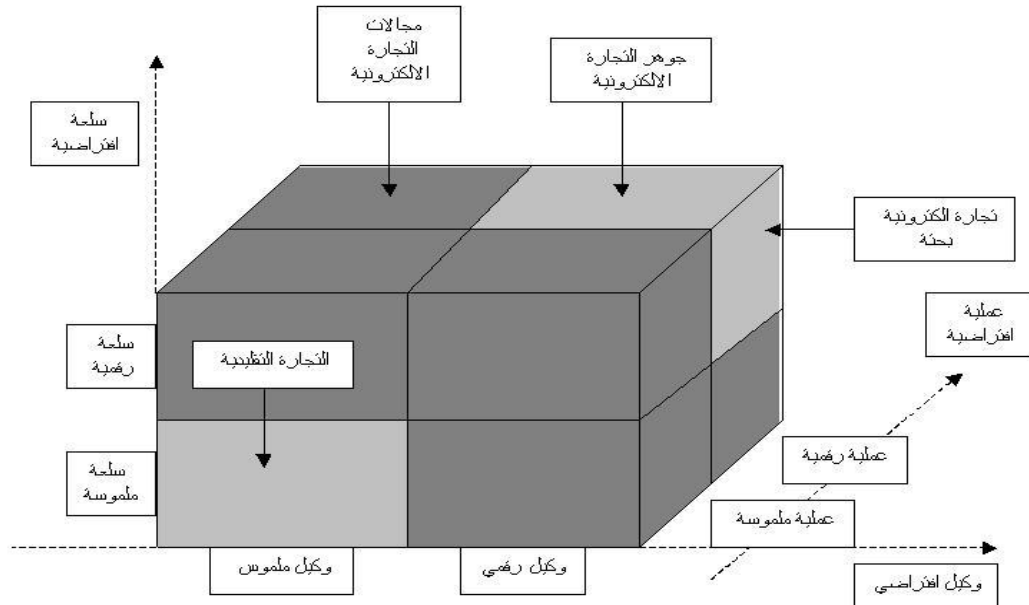 مجالات
التجارة
الالكترونية
جوهر التجارة
الالكترونية
سلعة
افتراضية
تجارة الكترونية
بحتة
عملية
افتراضية
سلعة
رقمية
التجارة التقليدية
سلعة
ملموسة
عملية رقمية
عملية ملموسة
وكيل ملموس
وكيل رقمي
وكيل افتراضي